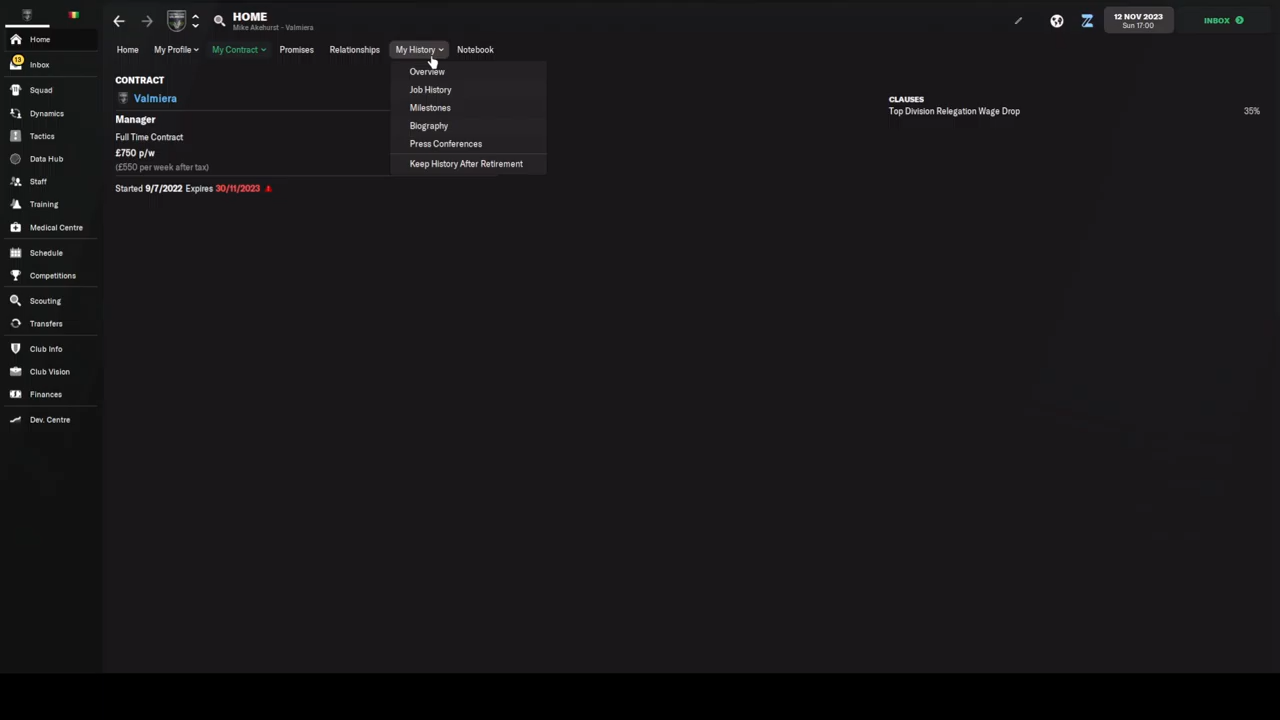 HOME
Mike Akehurst - Valmiera
12 NOV 2023
Sun 17:00
INBOX
Home
My Profile
My Contract
Promises
Relationships
My History
Notebook
Home
13
Inbox
Squad
Dynamics
Tactics
Data Hub
Staff
Training
Medical Centre
Schedule
Competitions
Scouting
Transfers
Club Info
Club Vision
Finances
Dev. Centre
CONTRACT
Valmiera
Manager
Full Time Contract
£750 p/w
(£550 per week after tax)
Started 9/7/2022 Expires 30/11/2023
Overview
Job History
Milestones
Biography
Press Conferences
Keep History After Retirement
CLAUSES
Top Division Relegation Wage Drop 35%